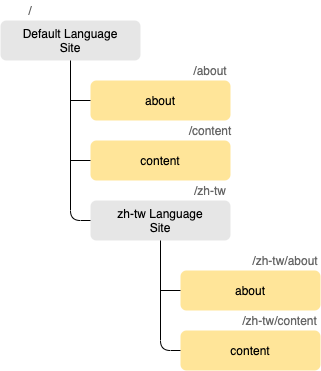 /
Default Language
Site
/about
about
/content
content
/zh-tw
zh-tw Language
Site
/zh-tw/about
about
/zh-tw/content
content